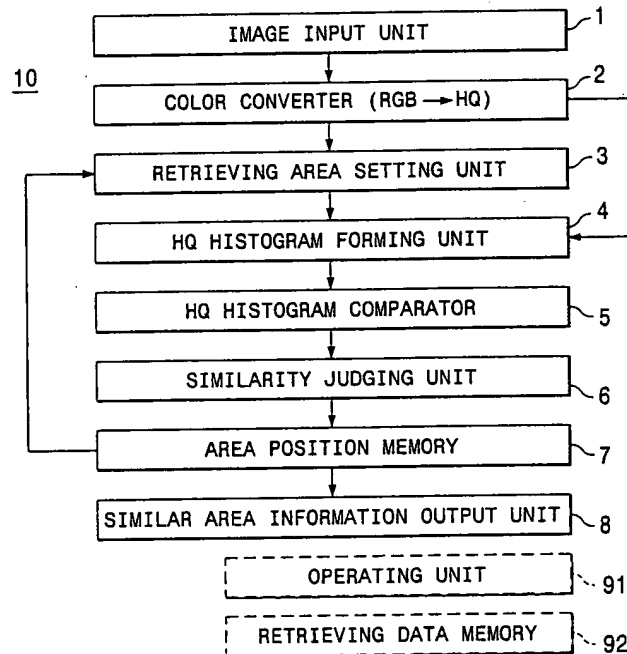 1
IMAGE INPUT UNIT
10
2
COLOR CONVERTER (RGB → HQ)
3
RETRIEVING AREA SETTING UNIT
4
HQ HISTOGRAM FORMING UNIT
HQ HISTOGRAM COMPARATOR
5
SIMILARITY JUDGING UNIT
6
AREA POSITION MEMORY
7
SIMILAR AREA INFORMATION OUTPUT UNIT
8
OPERATING UNIT
91
RETRIEVING DATA MEMORY
92